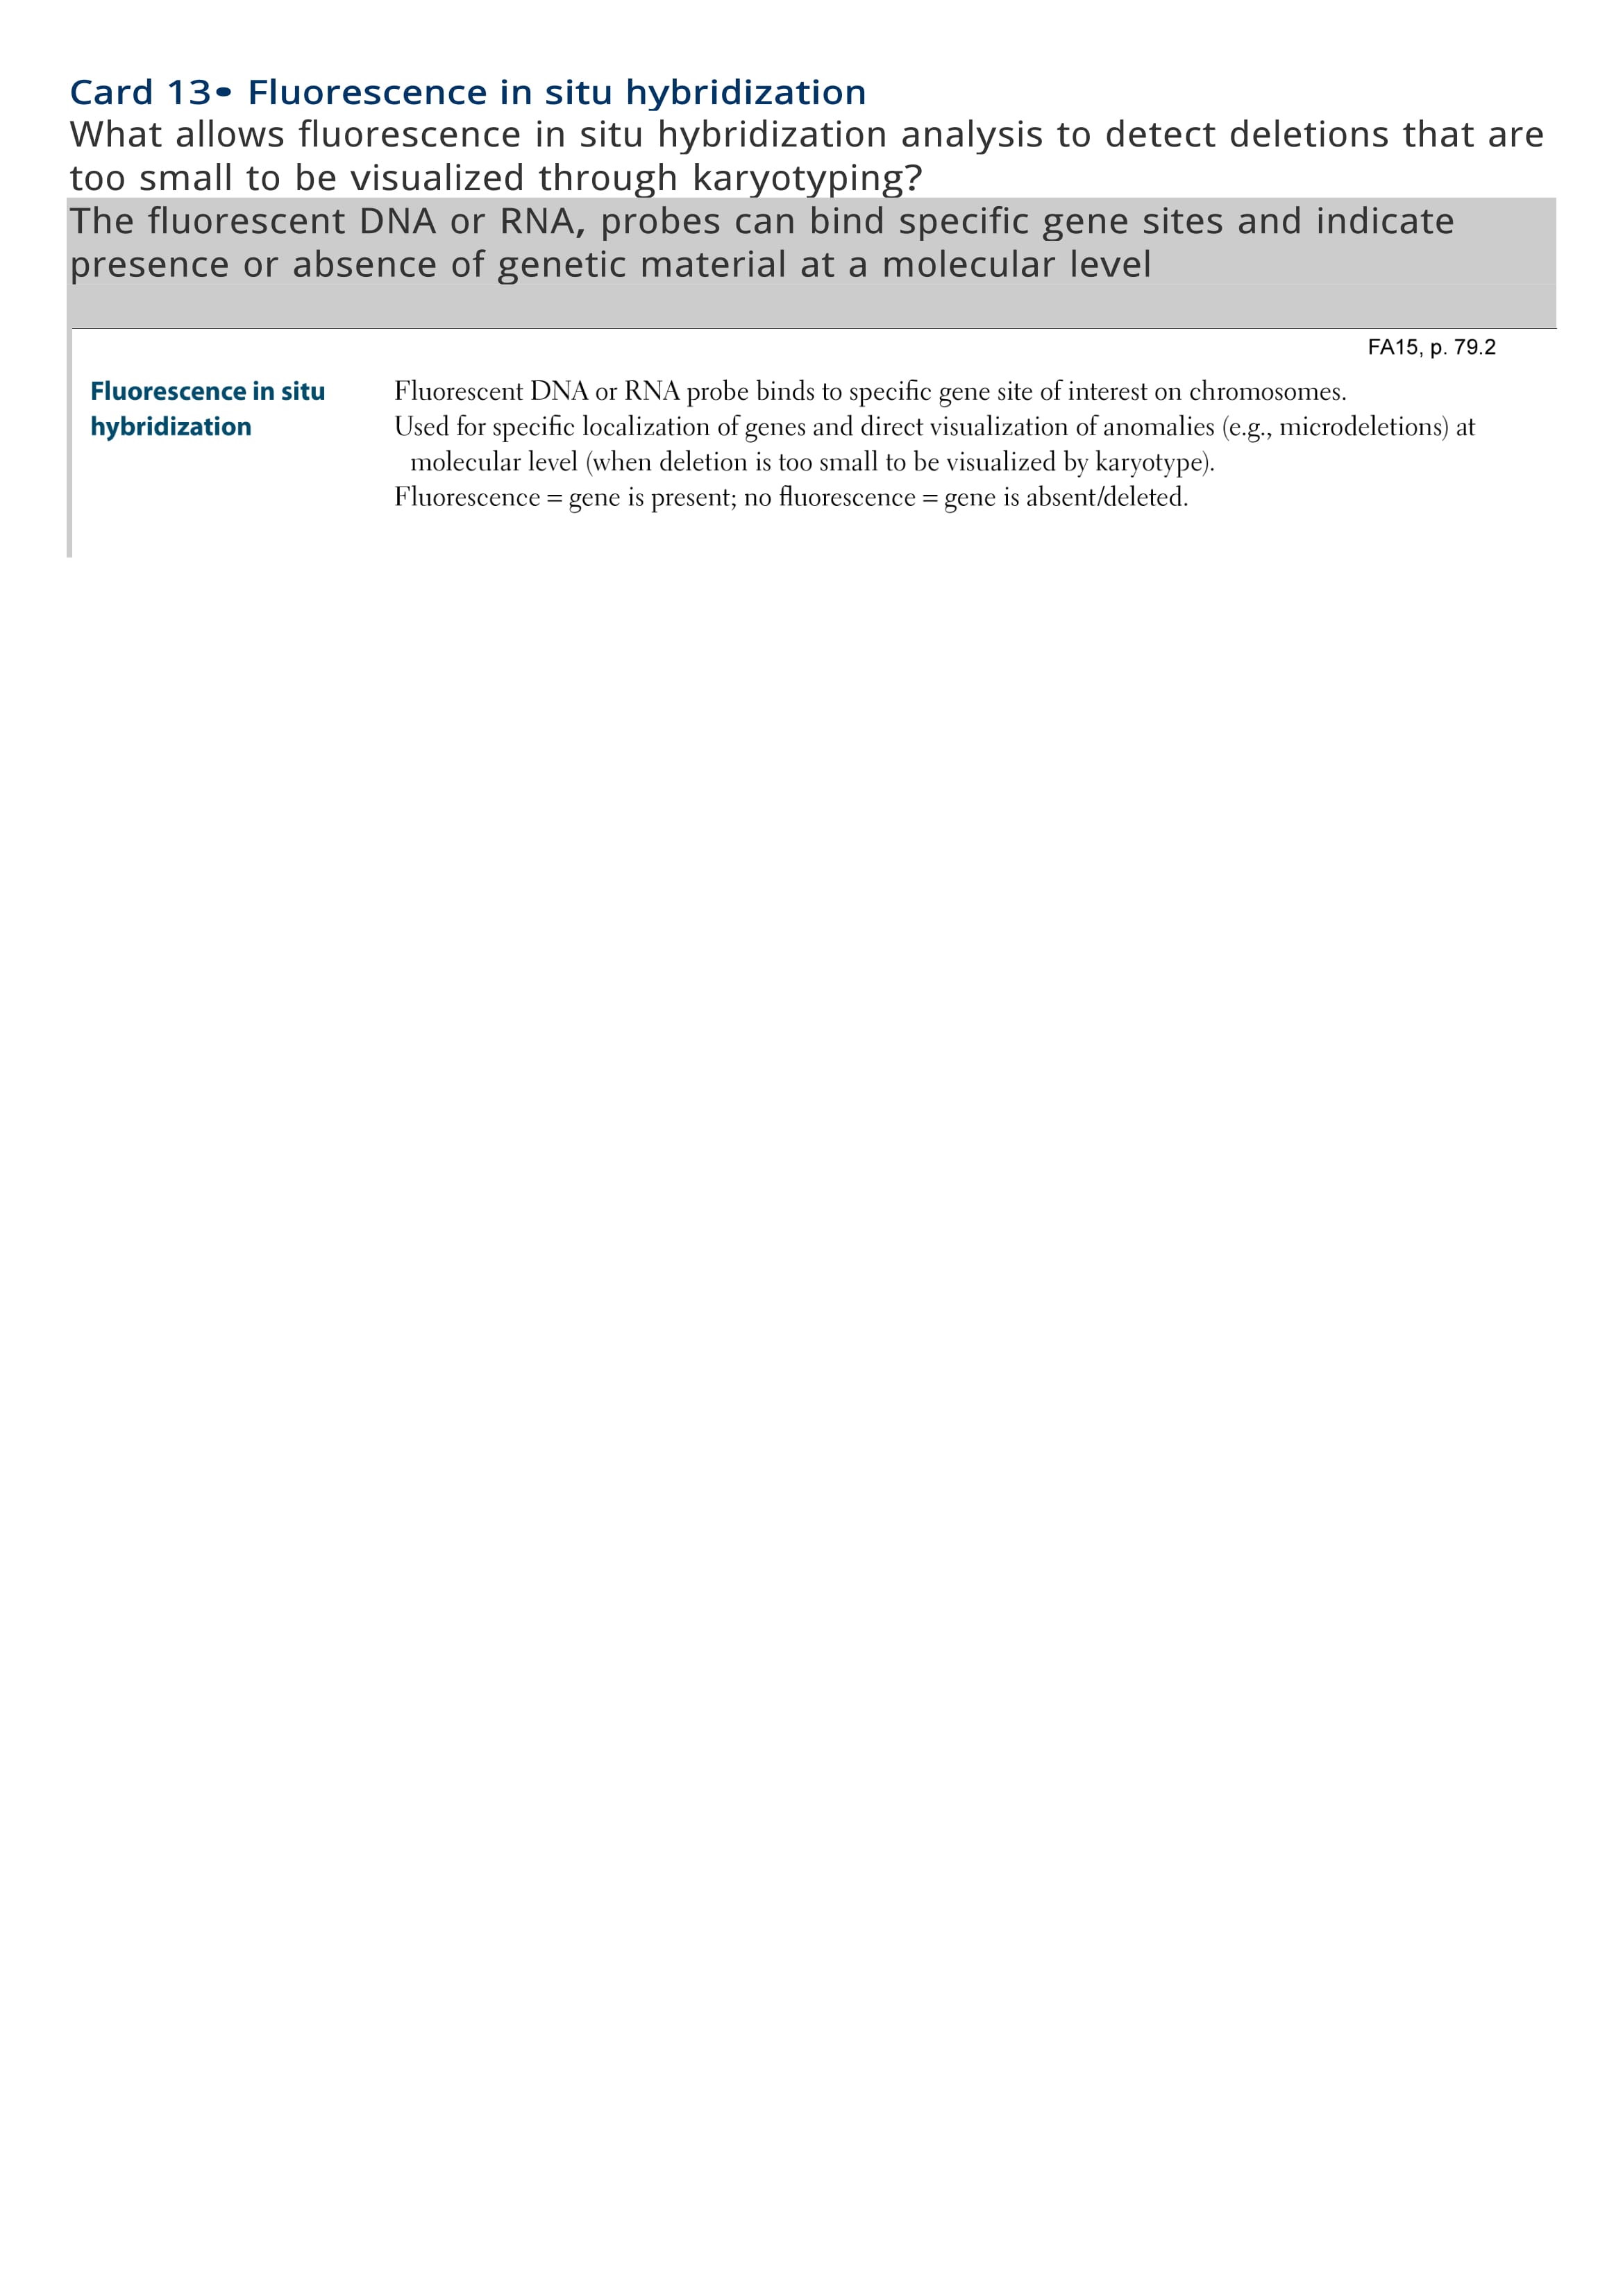 Card 13• Fluorescence in situ hybridization
What allows fluorescence in situ hybridization analysis to detect deletions that are
too small to be visualized through karyotyping?
The fluorescent DNA or RNA, probes can bind specific gene sites and indicate
presence or absence of genetic material at a molecular level
FA15, p. 79.2
Fluorescence in situ
hybridization
Fluorescent DNA or RNA probe binds to specific gene site of interest on chromosomes.
Used for specific localization of genes and direct visualization of anomalies (e.g., microdeletions) at
molecular level (when deletion is too small to be visualized by karyotype).
Fluorescence = gene is present; no fluorescence = gene is absent/deleted.